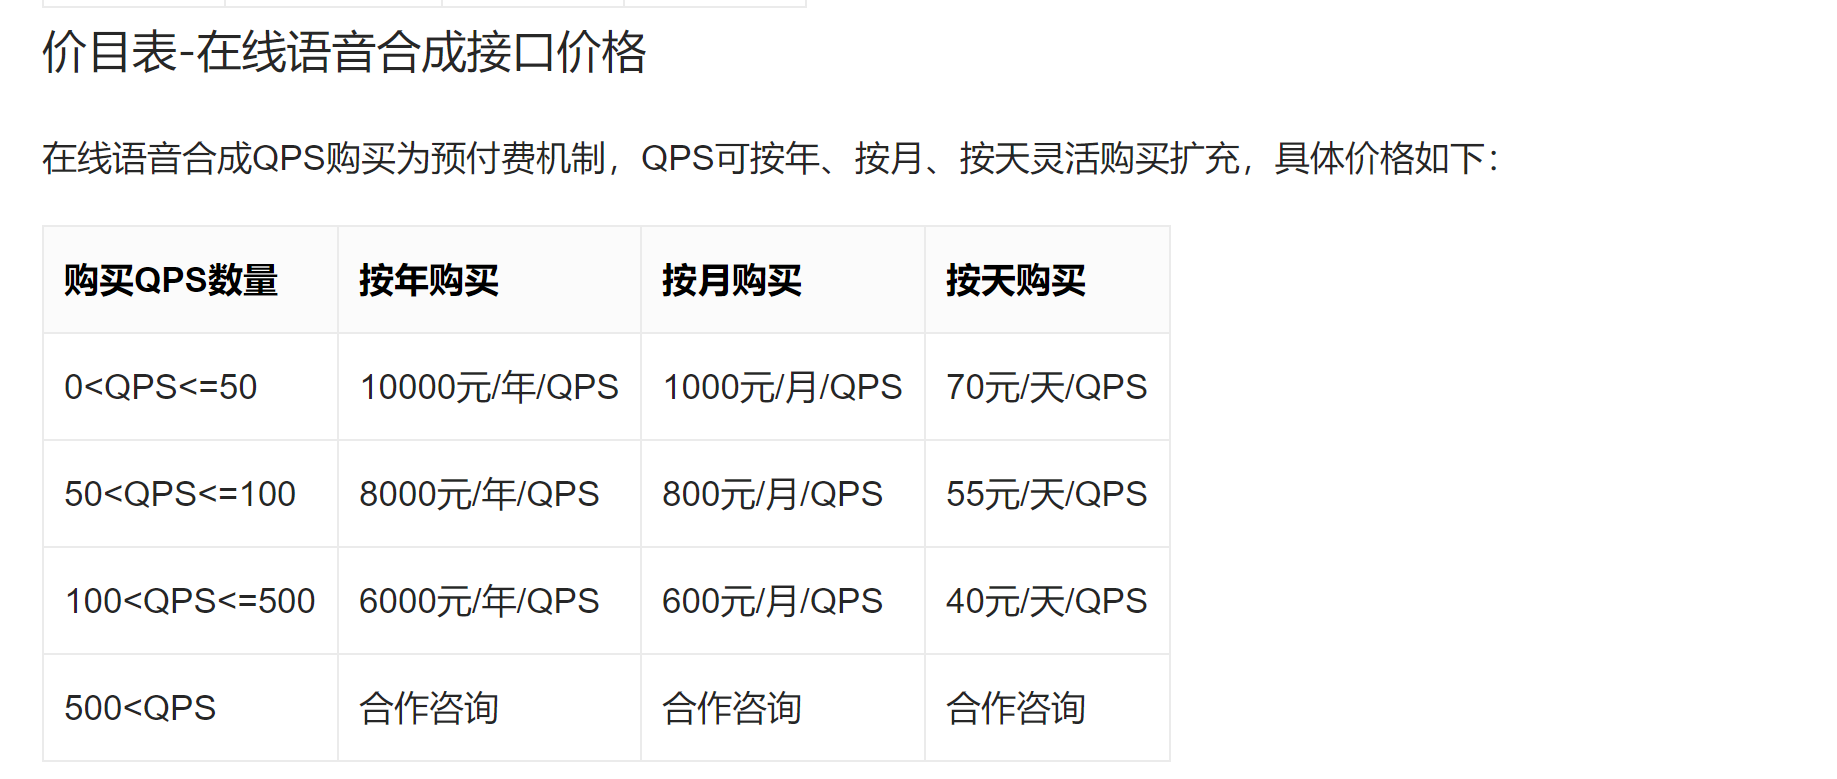 价目表-在线语音合成接口价格
在线语音合成QPS购买为预付费机制，QPS可按年、按月、按天灵活购买扩充，具体价格如下：
购买QPS数量 按年购买 按月购买 按天购买
0<QPS<=50 10000元/年/QPS 1000元/月/QPS 70元/天/QPS
50<QPS<=100 8000元/年/QPS 800元/月/QPS 55元/天/QPS
100<QPS<=500 6000元/年/QPS 600元/月/QPS 40元/天/QPS
500<QPS 合作咨询 合作咨询 合作咨询